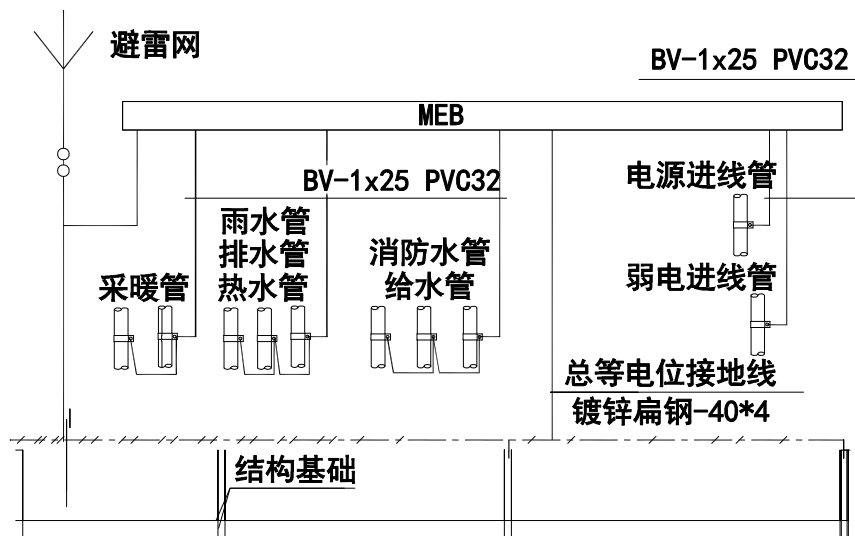 避雷网
BV-1x25 PVC32
MEB
BV-1x25 PVC32
电源进线管
雨水管
排水管
热水管
消防水管
给水管
采暖管
弱电进线管
总等电位接地线
镀锌扁钢-40*4
结构基础